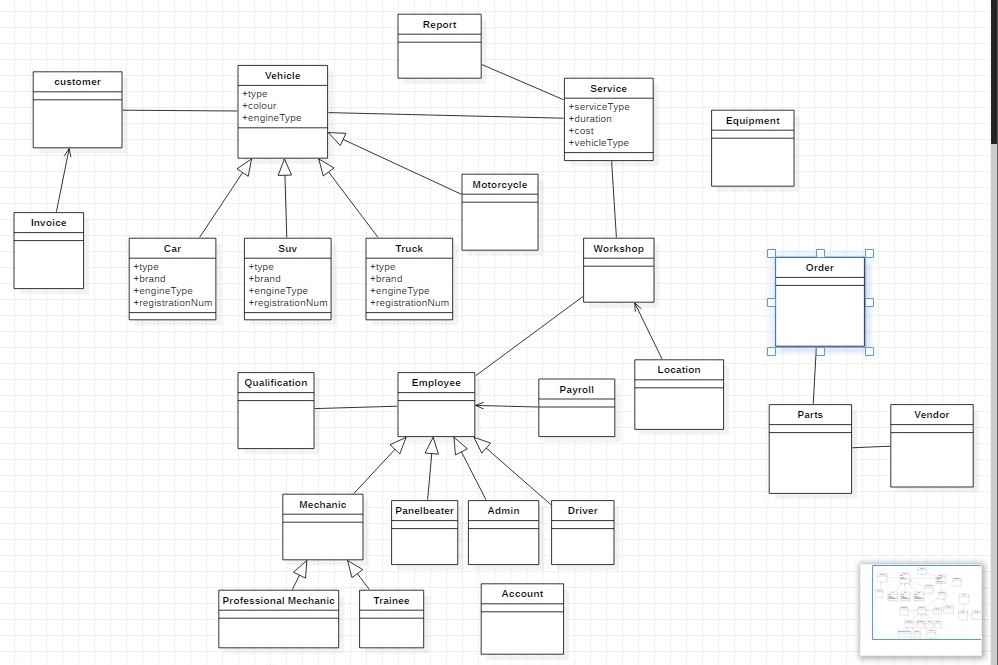 Report
customer
Vehicle
+type
+colour
+engineType
Service
+serviceType
+duration
+cost
+vehicleType
Equipment
Motorcycle
Invoice
Car
+type
+brand
+engineType
+registrationNum
Suv
+type
+brand
+engineType
+registrationNum
Truck
+type
+brand
+engineType
+registrationNum
Workshop
Order
Location
Qualification
Employee
Payroll
Parts
Vendor
Mechanic
Panelbeater
Admin
Driver
Professional Mechanic
Trainee
Account